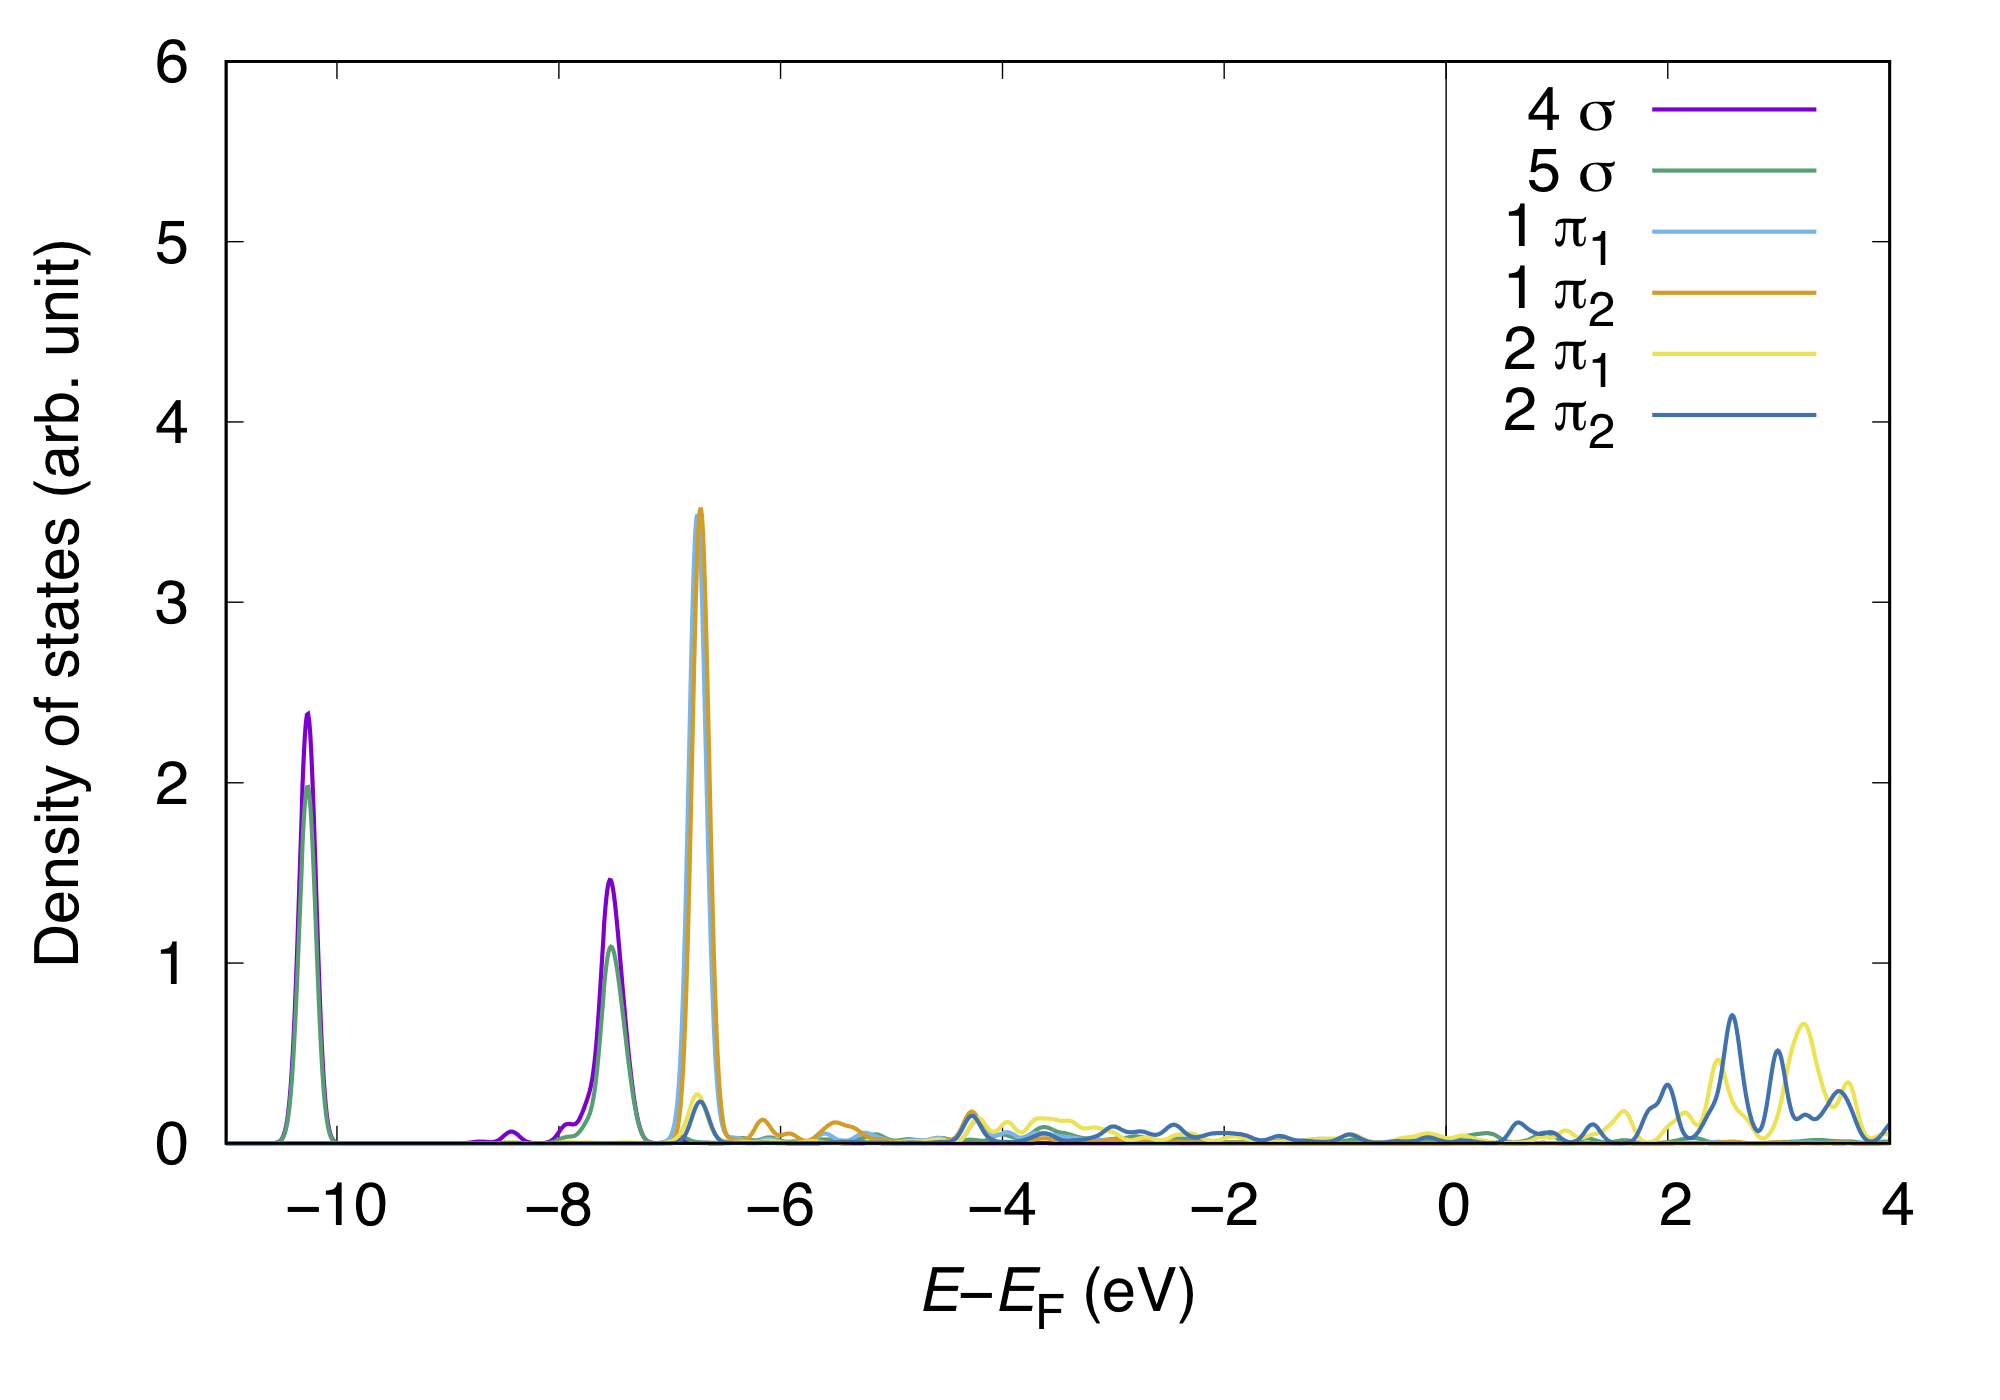 6
5
4
3
2
1
0
Density of states (arb. unit)
4 σ
5 σ
1 π1
1 π2
2 π1
2 π2
−10 −8 −6 −4 −2 0 2 4
E−EF (eV)